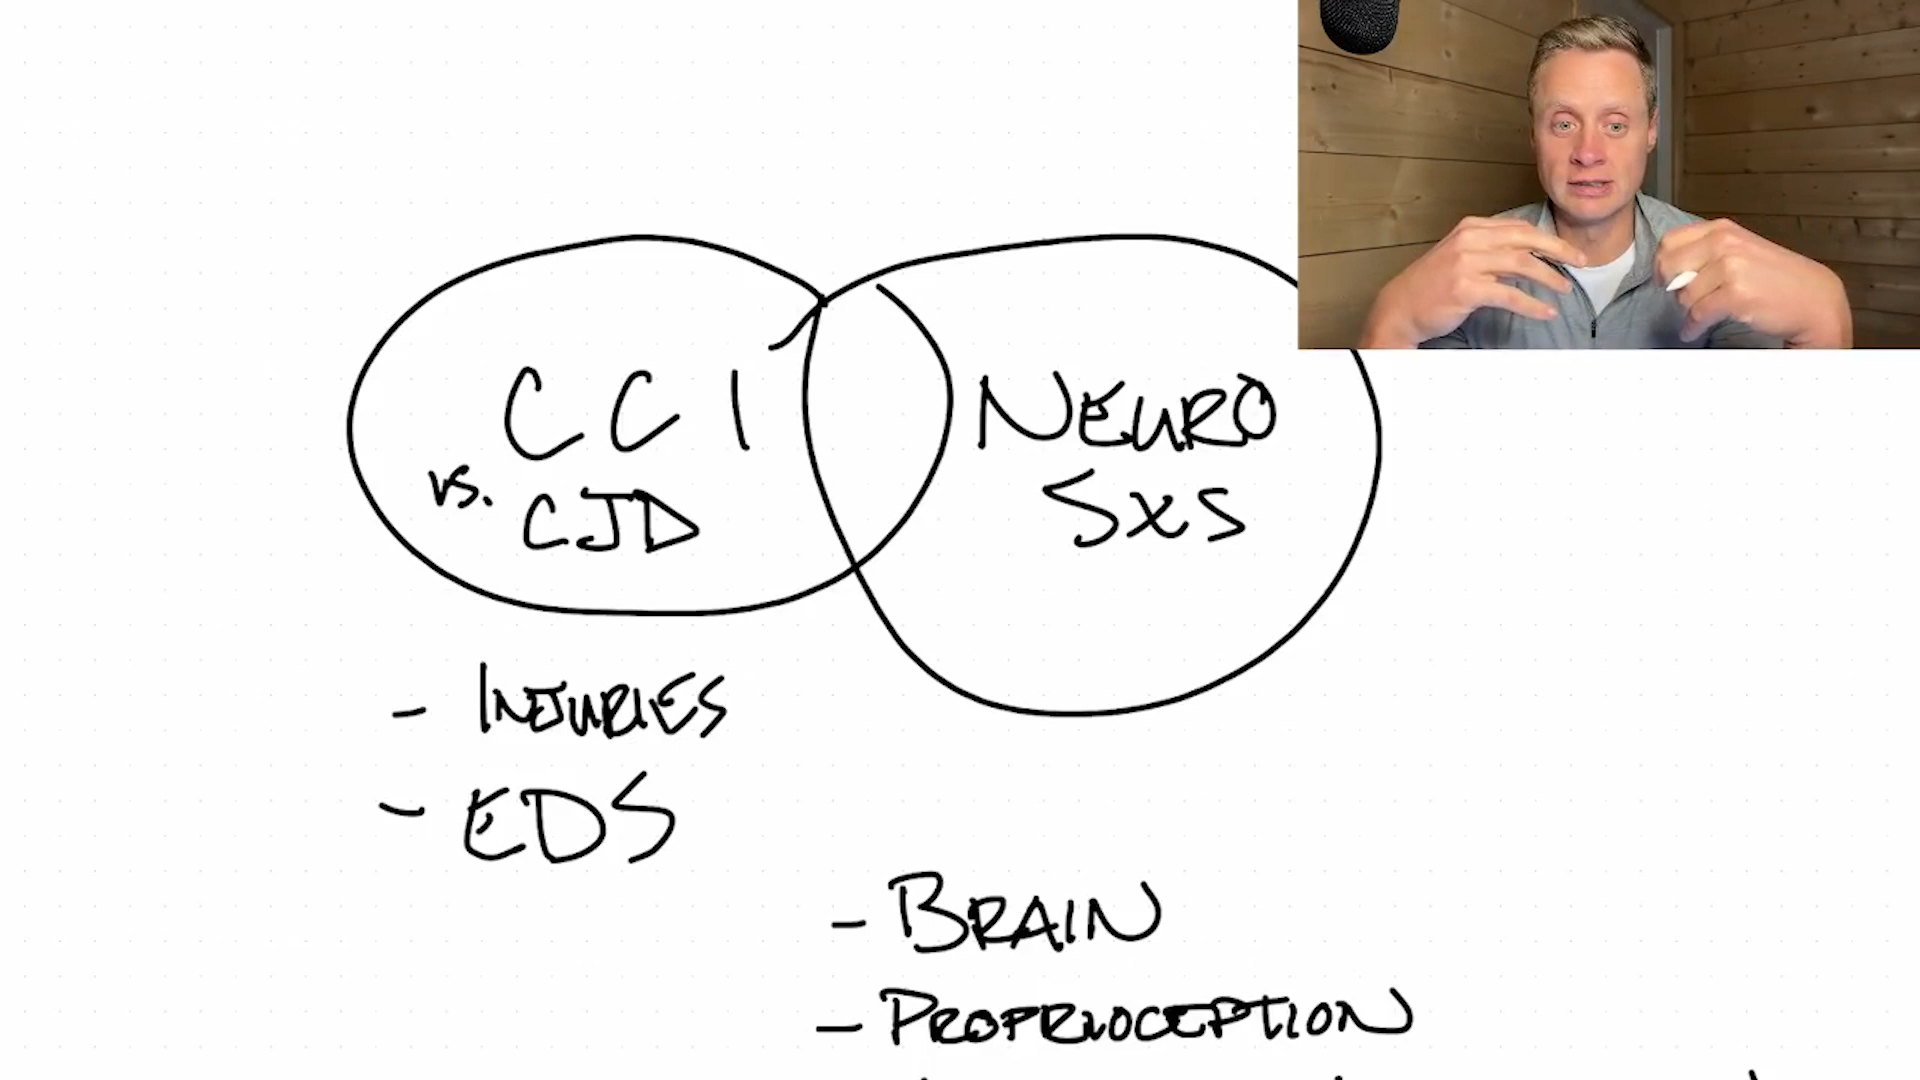 CCI
vs. CJD
NEURO
SXS
- INJURIES
- EDS
- BRAIN
- PROPRIOCEPTION